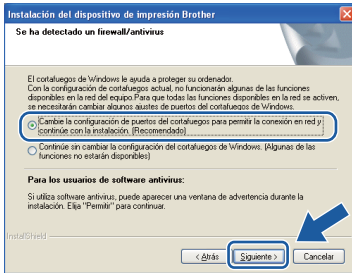 Instalación del dispositivo de impresión Brother
Se ha detectado un firewall/antivirus
El cortafuegos de Windows le ayuda a proteger su ordenador.
Con la configuración de cortafuegos actual, no funcionarán algunas de las funciones
disponibles en la red del equipo.Para que todas las funciones disponibles en la red se activen,
se necesitarán cambiar algunos ajustes de puertos del cortafuegos de Windows.
Cambie la configuración de puertos del cortafuegos para permitir la conexión en red y
continúe con la instalación. (Recomendado)
Continúe sin cambiar la configuración del cortafuegos de Windows. (Algunas de las
funciones no estarán disponibles)
Para los usuarios de software antivirus:
Si utiliza software antivirus, puede aparecer una ventana de advertencia durante la
instalación. Elija "Permitir" para continuar.
InstallShield
< Atrás
Siguiente >
Cancelar